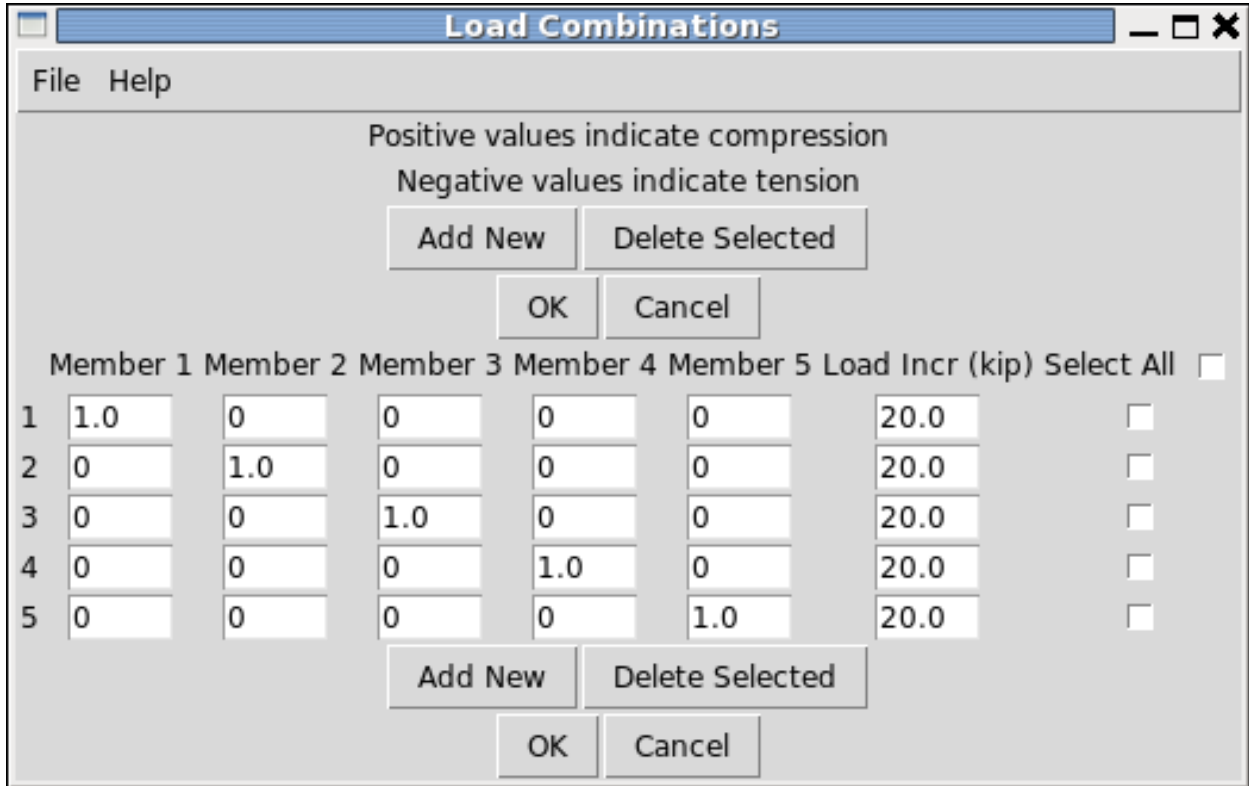 Load Combinations
File Help
Positive values indicate compression
Negative values indicate tension
Add New Delete Selected
OK Cancel
Member 1 Member 2 Member 3 Member 4 Member 5 Load Incr (kip) Select All
1 1.0 0 0 0 0 20.0
2 0 1.0 0 0 0 20.0
3 0 0 1.0 0 0 20.0
4 0 0 0 1.0 0 20.0
5 0 0 0 0 1.0 20.0
Add New Delete Selected
OK Cancel